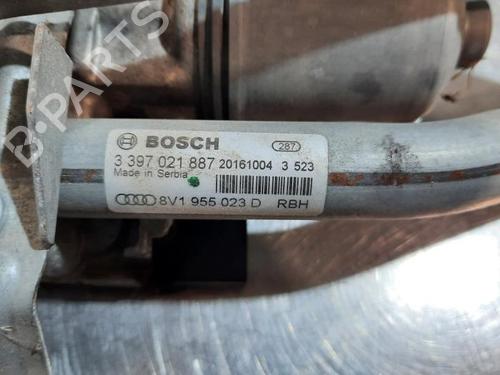 BOSCH 287
3 397 021 887 20161004 3 523
Made in Serbia
8V1 955 023 D RBH
B-PARTS